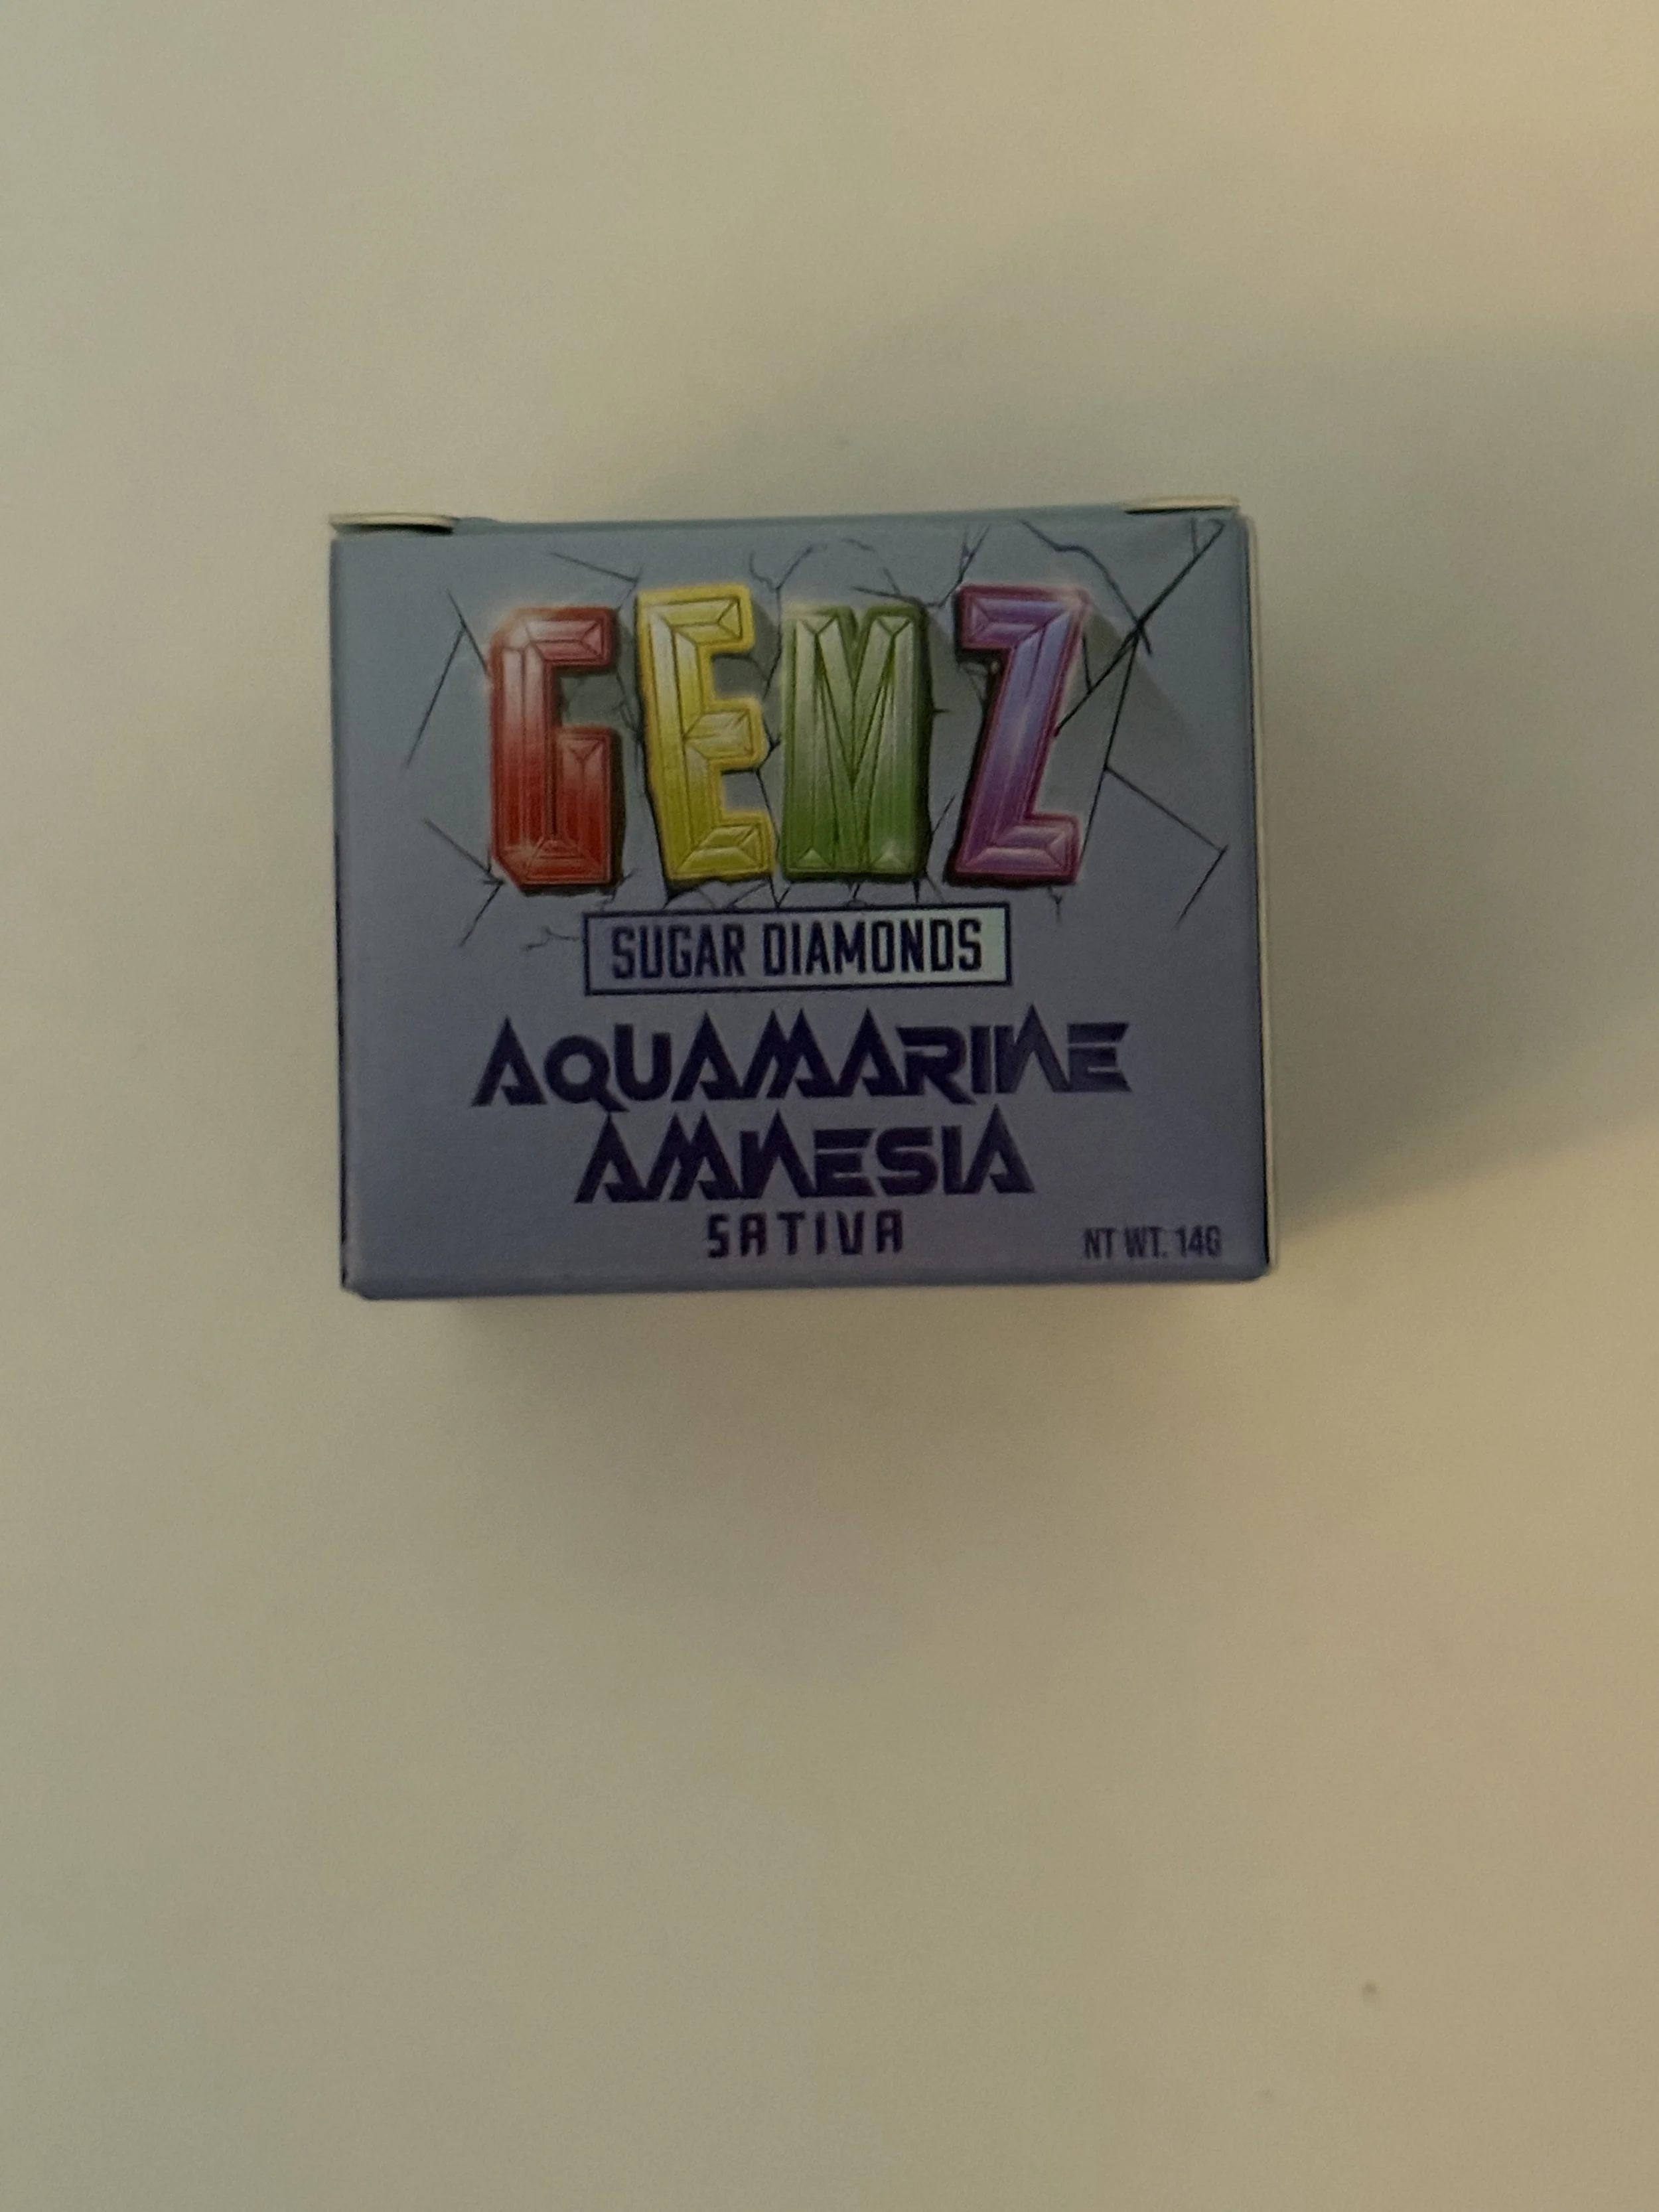 GEMZ
SUGAR DIAMONDS
AQUAMARINE
AMNESIA
SATIVA
NT WT. 14G